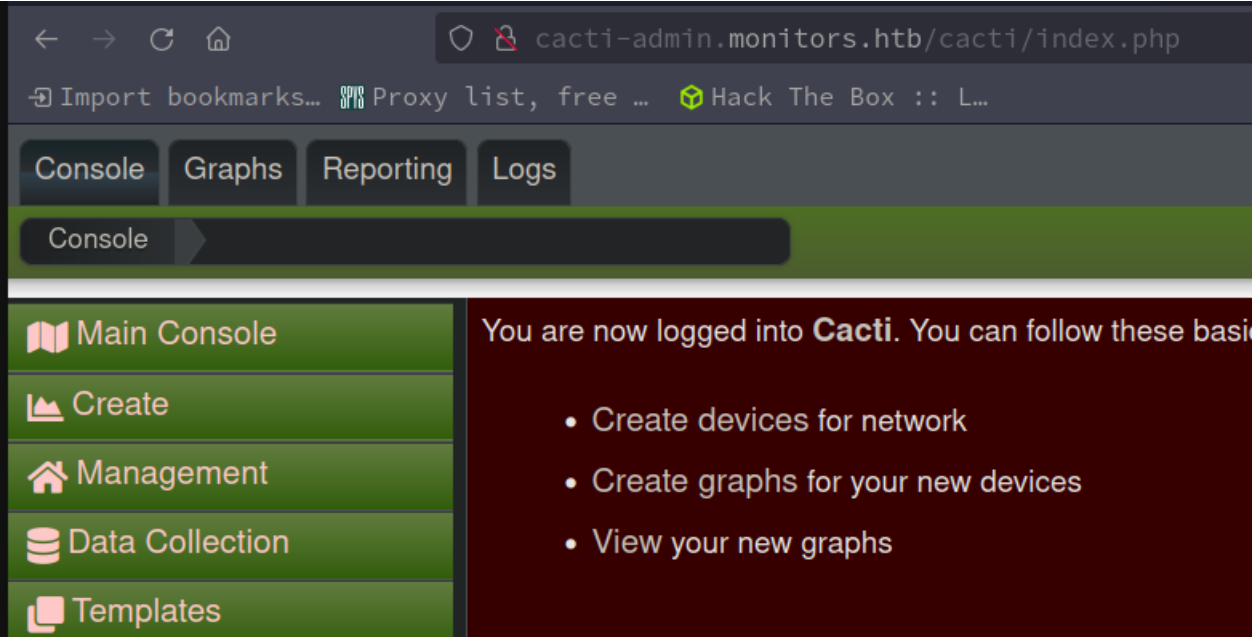 cacti-admin.monitors.htb/cacti/index.php
Import bookmarks… SPYS Proxy list, free … Hack The Box :: L…
Console Graphs Reporting Logs
Console
Main Console
Create
Management
Data Collection
Templates
You are now logged into Cacti. You can follow these basi
• Create devices for network
• Create graphs for your new devices
• View your new graphs